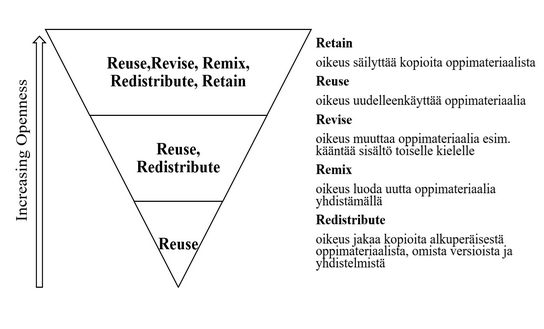 Increasing Openness
Reuse,Revise, Remix,
Redistribute, Retain
Reuse,
Redistribute
Reuse
Retain
oikeus säilyttää kopioita oppimateriaalista
Reuse
oikeus uudelleenkäyttää oppimateriaalia
Revise
oikeus muuttaa oppimateriaalia esim.
kääntää sisältö toiselle kielelle
Remix
oikeus luoda uutta oppimateriaalia
yhdistämällä
Redistribute
oikeus jakaa kopioita alkuperäisestä
oppimateriaalista, omista versioista ja
yhdistelmistä